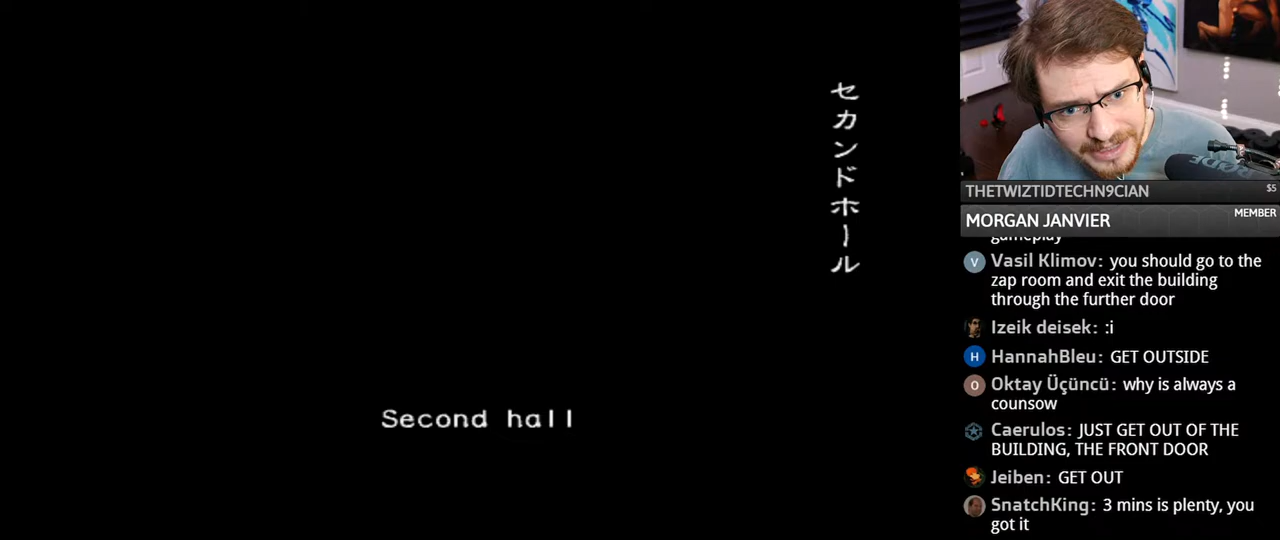 セカンドホール
Second hall
RODE
THETWIZTIDTECHN9CIAN
$5
MORGAN JANVIER
MEMBER
gameplay
V
Vasil Klimov: you should go to the
zap room and exit the building
through the further door
Izeik deisek: :i
H
HannahBleu: GET OUTSIDE
O
Oktay Üçüncü: why is always a
counsow
Caerulos: JUST GET OUT OF THE
BUILDING, THE FRONT DOOR
Jeiben: GET OUT
SnatchKing: 3 mins is plenty, you
got it